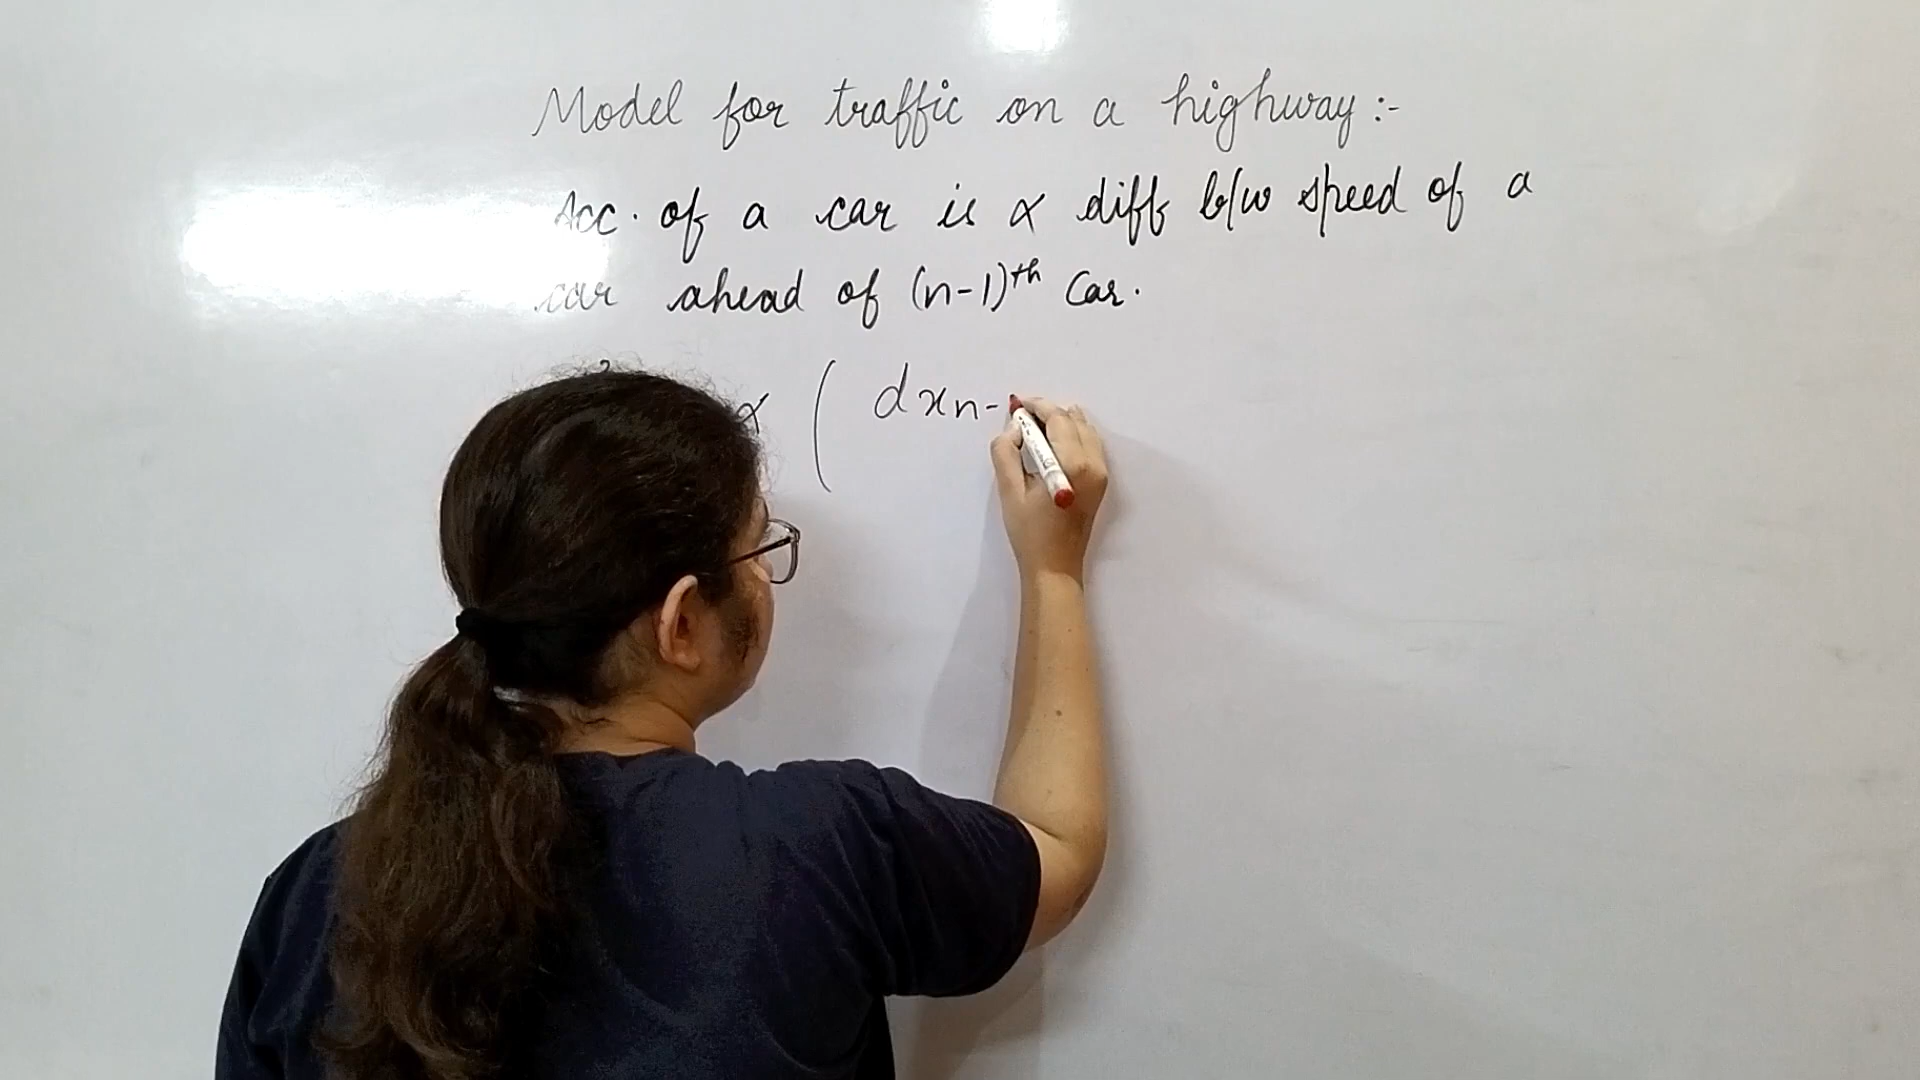 Model for traffic on a highway :-
Acc. of a car is ∝ diff b/w speed of a
car ahead of (n-1)th Car.
2 ∝ ( dxn-